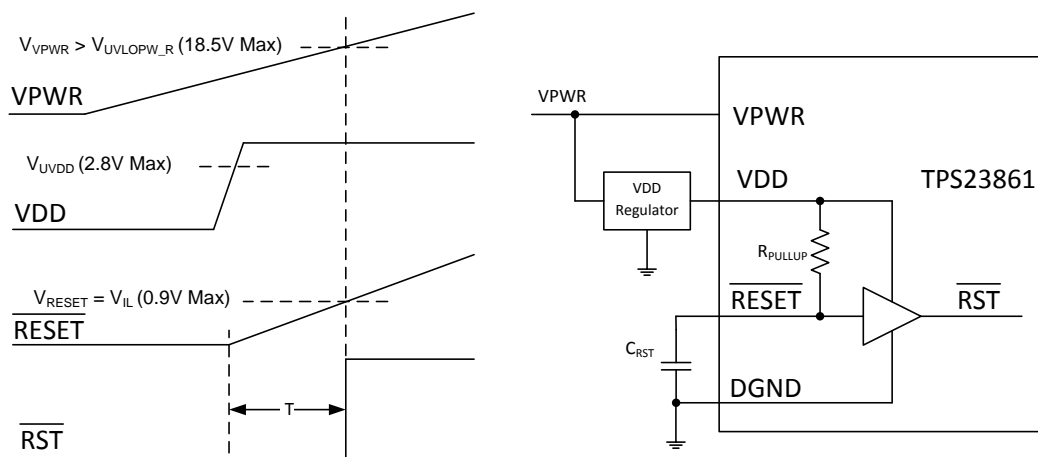 V_VPWR > V_UVLOPW_R (18.5V Max)
VPWR
V_UVDD (2.8V Max)
VDD
V_RESET = V_IL (0.9V Max)
RESET
T
RST
VPWR
VPWR
VDD
TPS23861
VDD
Regulator
R_PULLUP
RESET
RST
C_RST
DGND